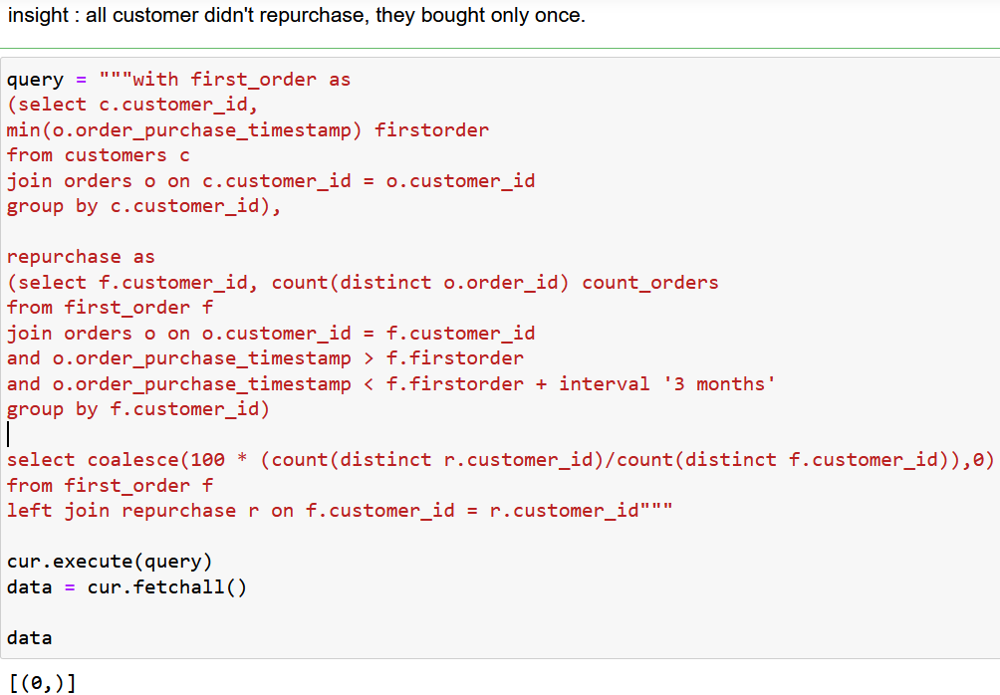 insight : all customer didn't repurchase, they bought only once.
query = """with first_order as
(select c.customer_id,
min(o.order_purchase_timestamp) firstorder
from customers c
join orders o on c.customer_id = o.customer_id
group by c.customer_id),
repurchase as
(select f.customer_id, count(distinct o.order_id) count_orders
from first_order f
join orders o on o.customer_id = f.customer_id
and o.order_purchase_timestamp > f.firstorder
and o.order_purchase_timestamp < f.firstorder + interval '3 months'
group by f.customer_id)
select coalesce(100 * (count(distinct r.customer_id)/count(distinct f.customer_id)),0)
from first_order f
left join repurchase r on f.customer_id = r.customer_id"""
cur.execute(query)
data = cur.fetchall()
data
[(0,)]